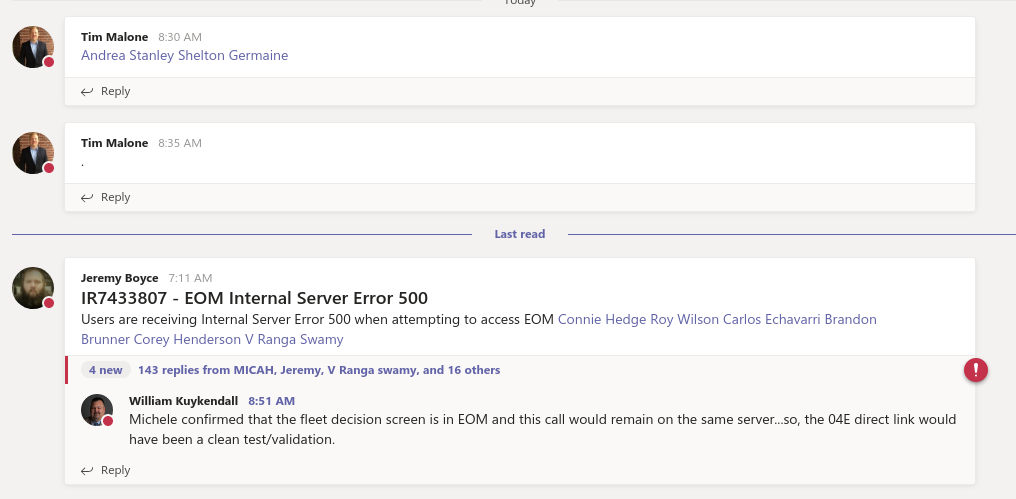 Today
Tim Malone 8:30 AM
Andrea Stanley Shelton Germaine
Reply
Tim Malone 8:35 AM
.
Reply
Last read
Jeremy Boyce 7:11 AM
IR7433807 - EOM Internal Server Error 500
Users are receiving Internal Server Error 500 when attempting to access EOM Connie Hedge Roy Wilson Carlos Echavarri Brandon
Brunner Corey Henderson V Ranga Swamy
4 new 143 replies from MICAH, Jeremy, V Ranga swamy, and 16 others
!
William Kuykendall 8:51 AM
Michele confirmed that the fleet decision screen is in EOM and this call would remain on the same server...so, the 04E direct link would
have been a clean test/validation.
Reply